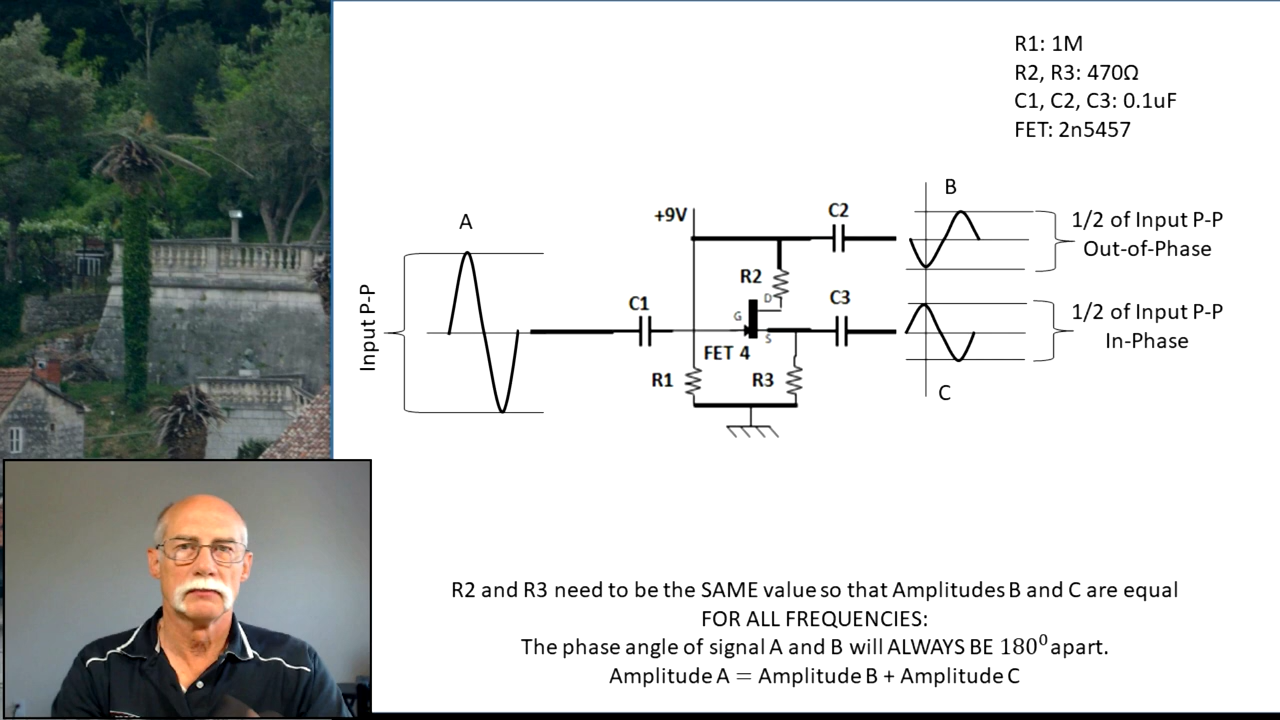 R1: 1M
R2, R3: 470Ω
C1, C2, C3: 0.1uF
FET: 2n5457
A
Input P-P
+9V
C1
C2
C3
R1
R2
R3
D
G
S
FET 4
B
1/2 of Input P-P
Out-of-Phase
1/2 of Input P-P
In-Phase
C
R2 and R3 need to be the SAME value so that Amplitudes B and C are equal
FOR ALL FREQUENCIES:
The phase angle of signal A and B will ALWAYS BE 180⁰ apart.
Amplitude A = Amplitude B + Amplitude C